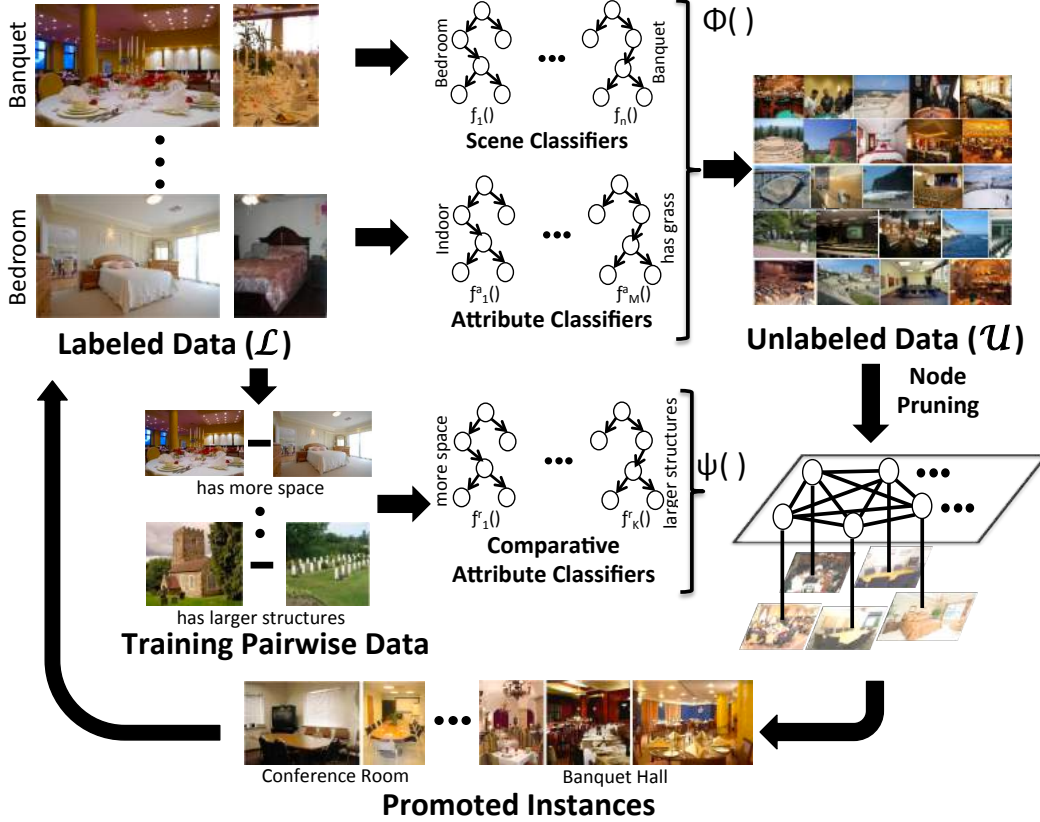 Banquet
Bedroom
Labeled Data (ℒ)
Bedroom
Banquet
f₁()
fₙ()
Scene Classifiers
Indoor
has grass
fᵃ₁()
fᵃ_M()
Attribute Classifiers
Φ( )
Unlabeled Data (𝒰)
Node
Pruning
has more space
has larger structures
Training Pairwise Data
more space
larger structures
fʳ₁()
fʳ_K()
Comparative
Attribute Classifiers
ψ( )
Conference Room
Banquet Hall
Promoted Instances